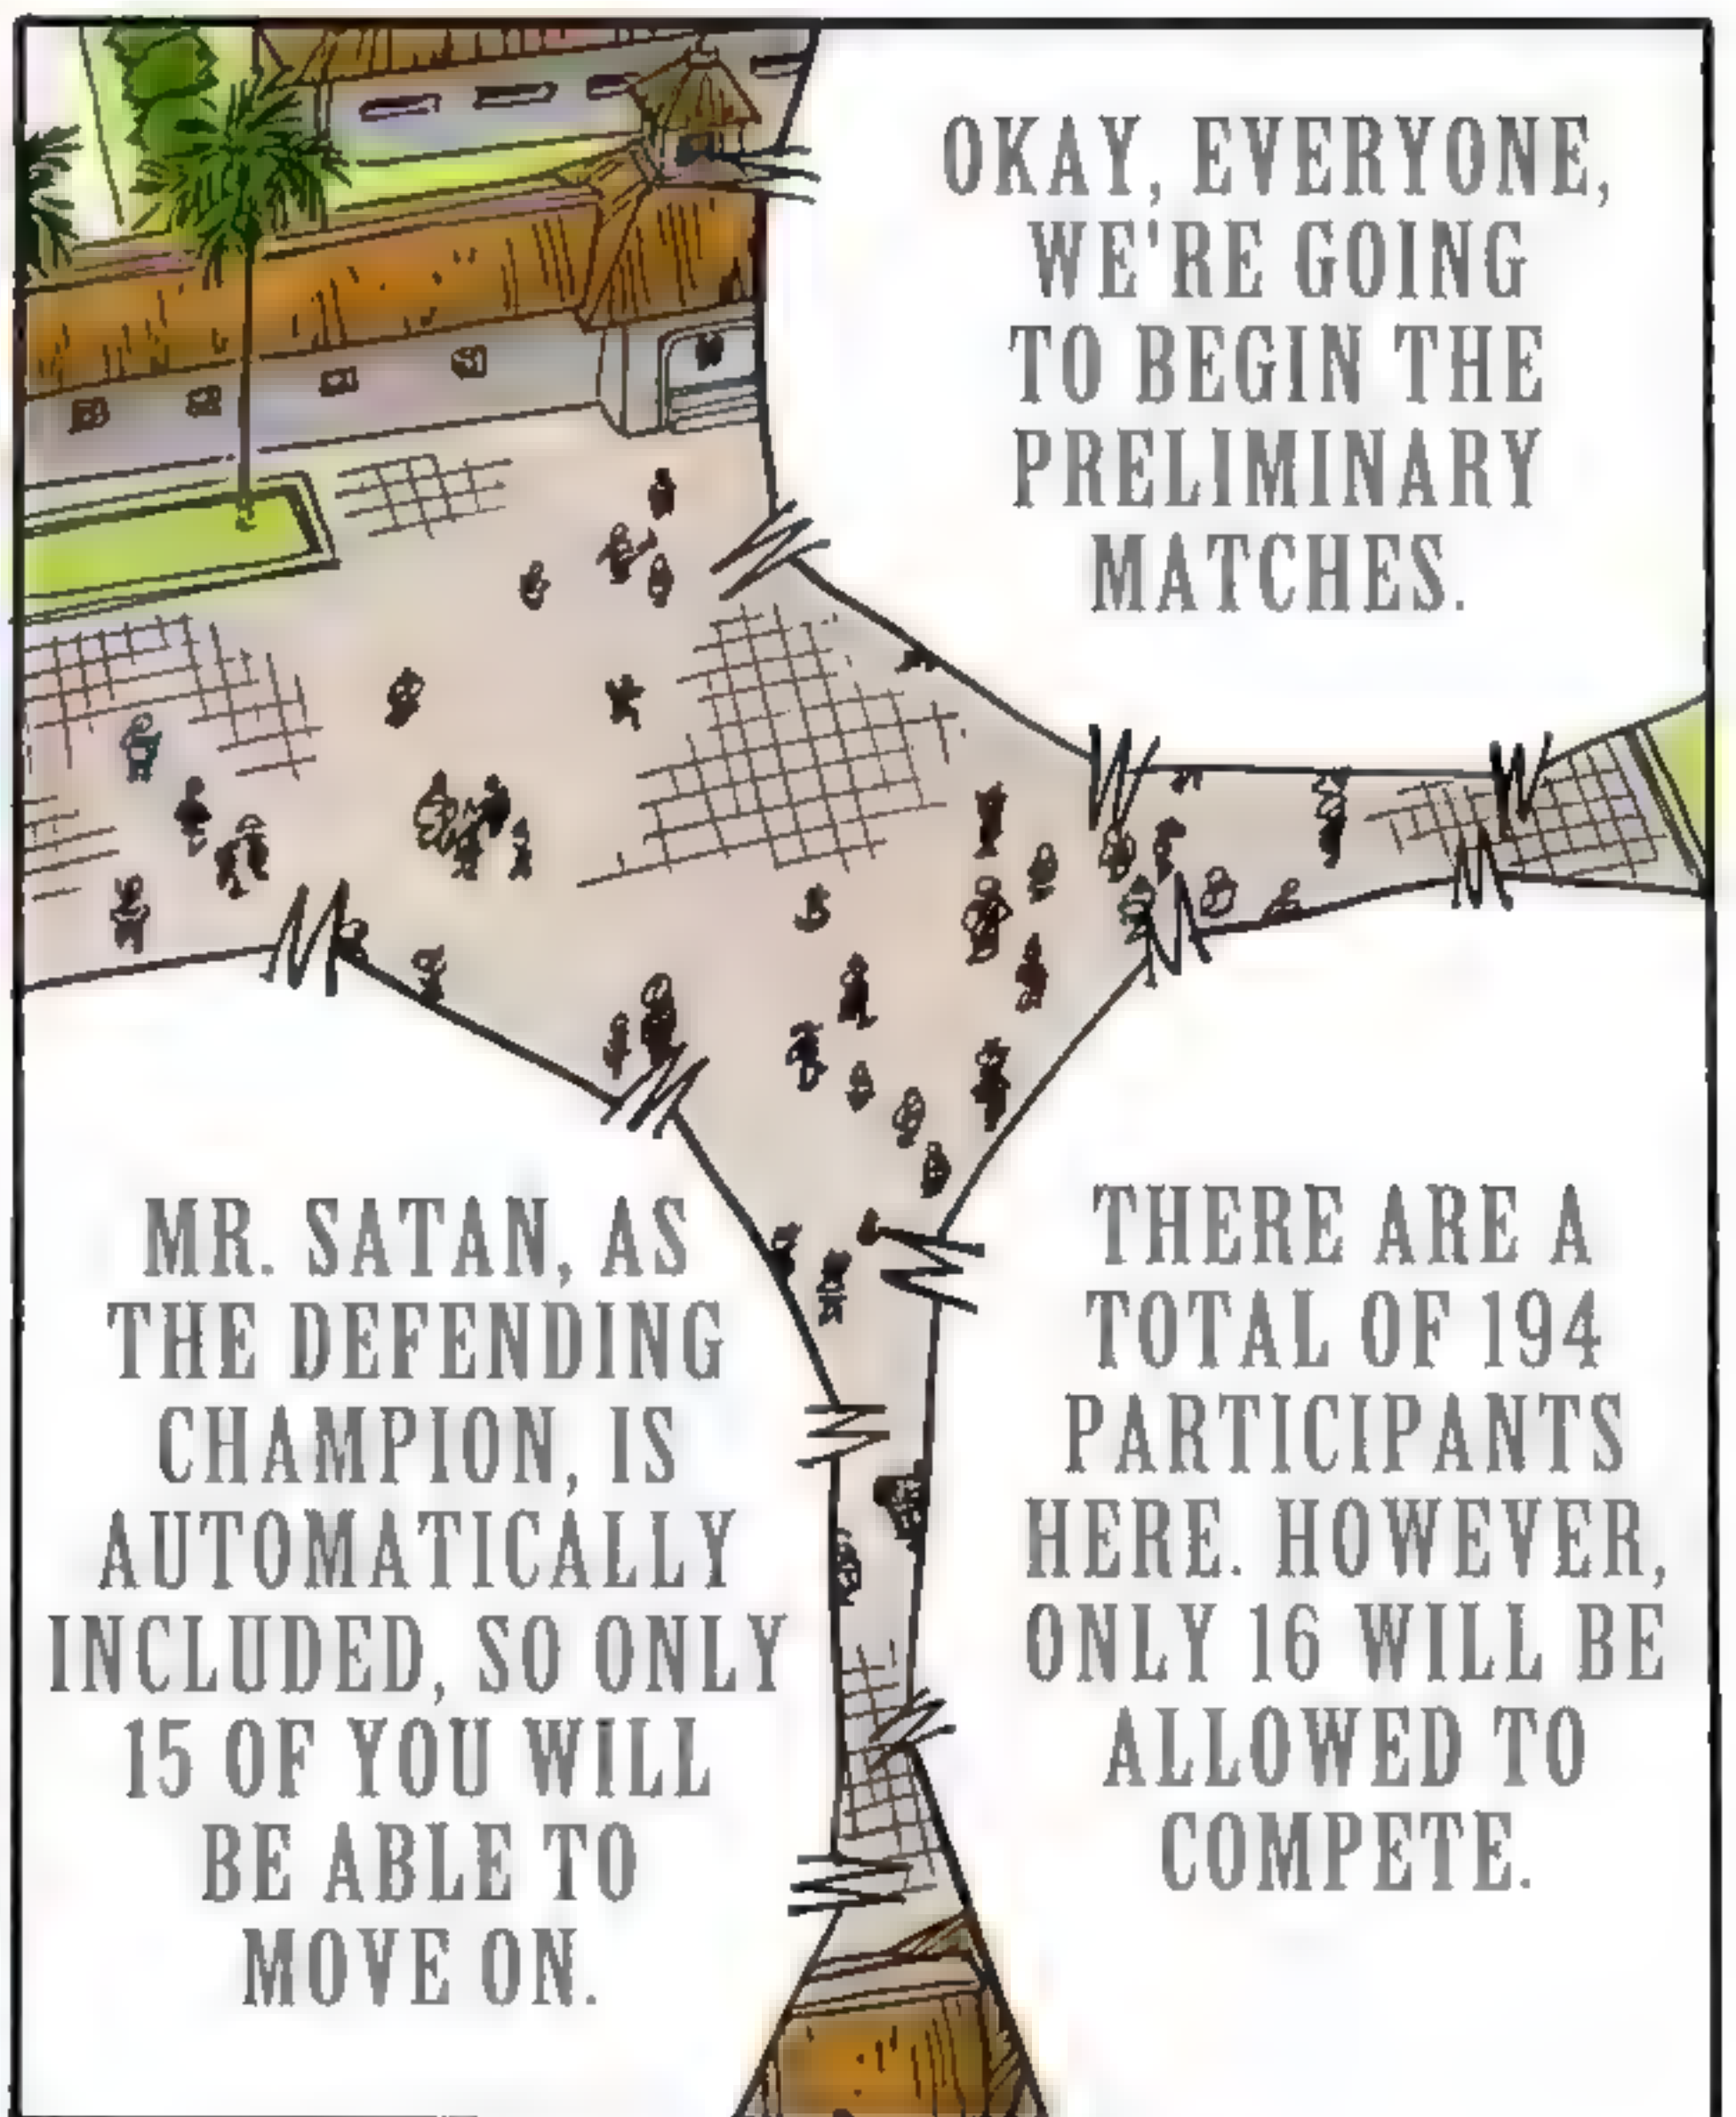 OKAY, EVERYONE,
WE'RE GOING
TO BEGIN THE
PRELIMINARY
MATCHES.
THERE ARE A
TOTAL OF 194
PARTICIPANTS
HERE. HOWEVER,
ONLY 16 WILL BE
ALLOWED TO
COMPETE.
MR. SATAN, AS
THE DEFENDING
CHAMPION, IS
AUTOMATICALLY
INCLUDED, SO ONLY
15 OF YOU WILL
BE ABLE TO
MOVE ON.